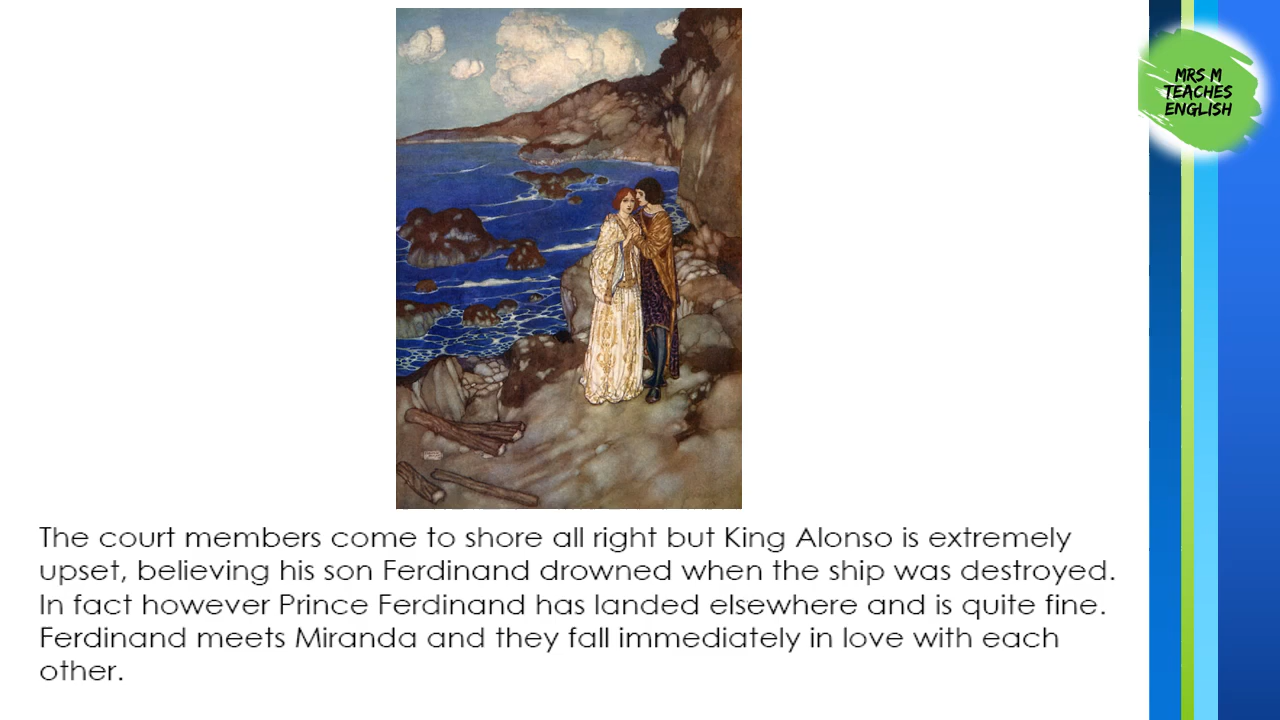 MRS M
TEACHES
ENGLISH
The court members come to shore all right but King Alonso is extremely
upset, believing his son Ferdinand drowned when the ship was destroyed.
In fact however Prince Ferdinand has landed elsewhere and is quite fine.
Ferdinand meets Miranda and they fall immediately in love with each
other.